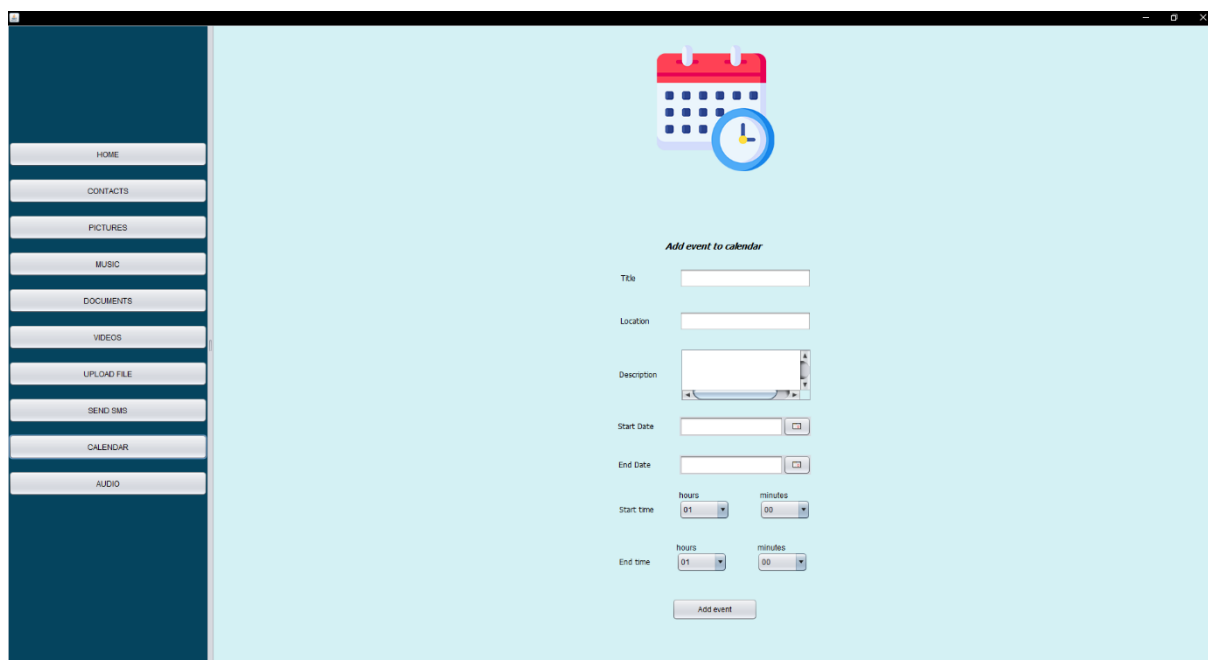 HOME
CONTACTS
PICTURES
MUSIC
DOCUMENTS
VIDEOS
UPLOAD FILE
SEND SMS
CALENDAR
AUDIO
Add event to calendar
Title
Location
Description
Start Date
End Date
hours minutes
Start time 01 00
hours minutes
End time 01 00
Add event